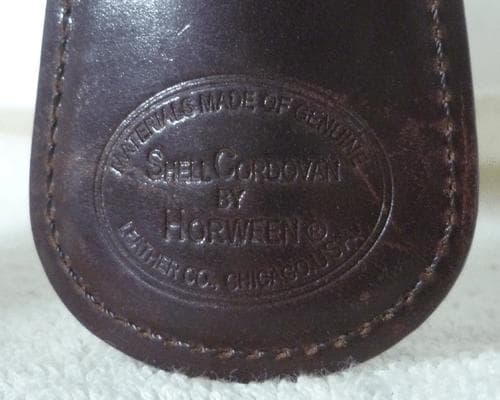 MATERIALS MADE OF GENUINE
SHELL CORDOVAN
BY
HORWEEN ©
LEATHER CO., CHICAGO, U.S.A.